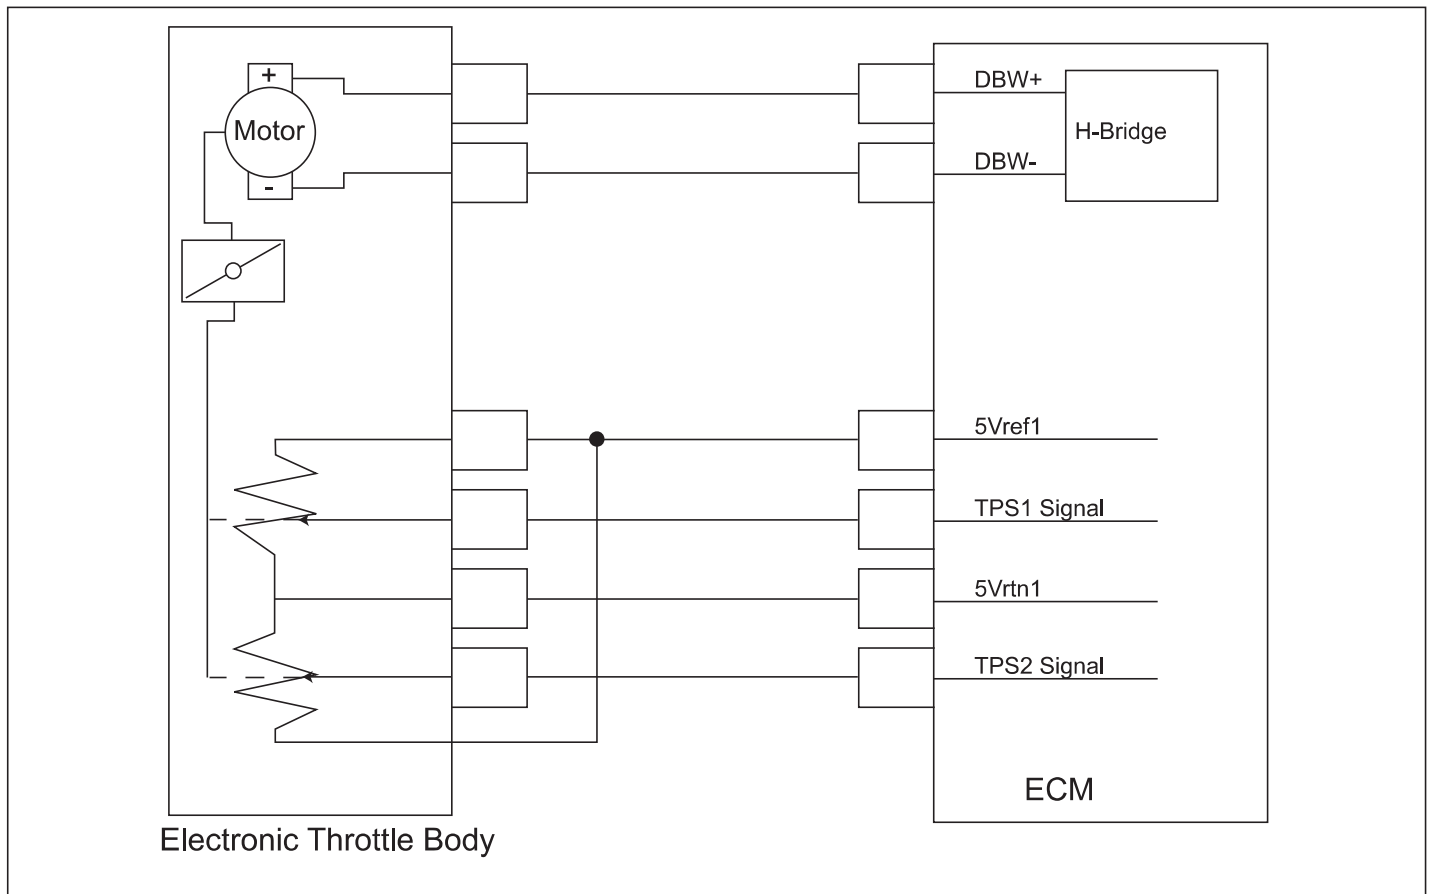 +
Motor
-
DBW+
H-Bridge
DBW-
5Vref1
TPS1 Signal
5Vrtn1
TPS2 Signal
ECM
Electronic Throttle Body